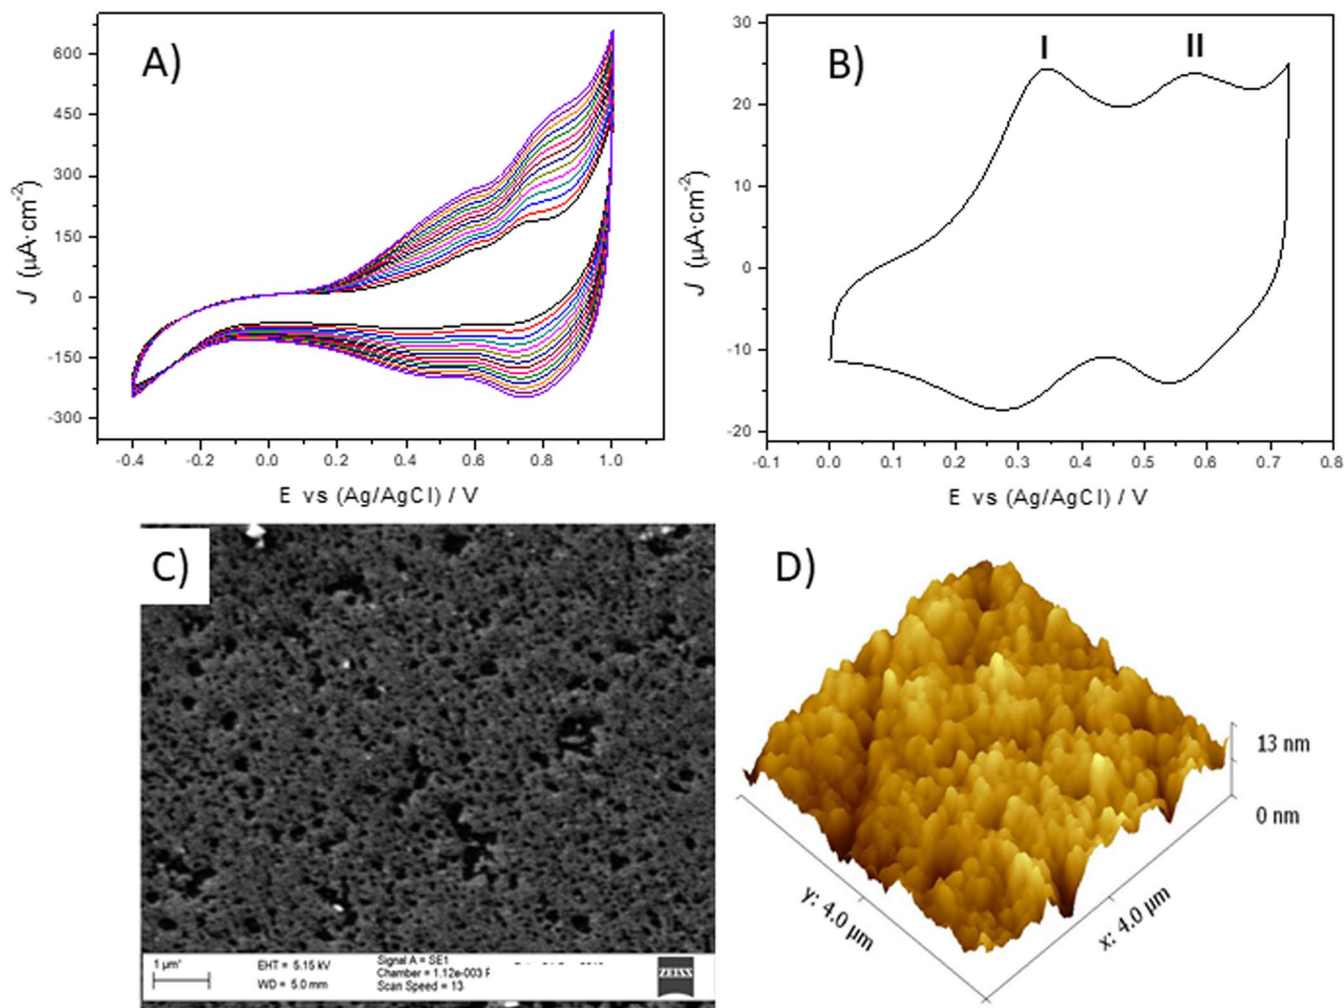 A)
600
450
300
150
0
-150
-300
J (μA·cm⁻²)
-0.4 -0.2 0.0 0.2 0.4 0.6 0.8 1.0
E vs (Ag/AgCl) / V
B)
I II
30
20
10
0
-10
-20
J (μA·cm⁻²)
-0.1 0.0 0.1 0.2 0.3 0.4 0.5 0.6 0.7 0.8
E vs (Ag/AgCl) / V
C)
1 μm
EHT = 5.15 kV
WD = 5.0 mm
Signal A = SE1
Chamber = 1.12e-003 P
Scan Speed = 13
ZEISS
D)
13 nm
0 nm
y: 4.0 μm
x: 4.0 μm